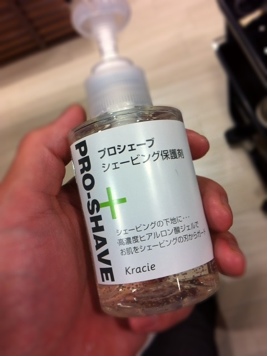 PRO-SHAVE
プロシェーブ
シェービング保護剤
シェービングの下地に・・・
高濃度ヒアルロン酸ジェルで
お肌をシェービングの刃からガード
Kracie